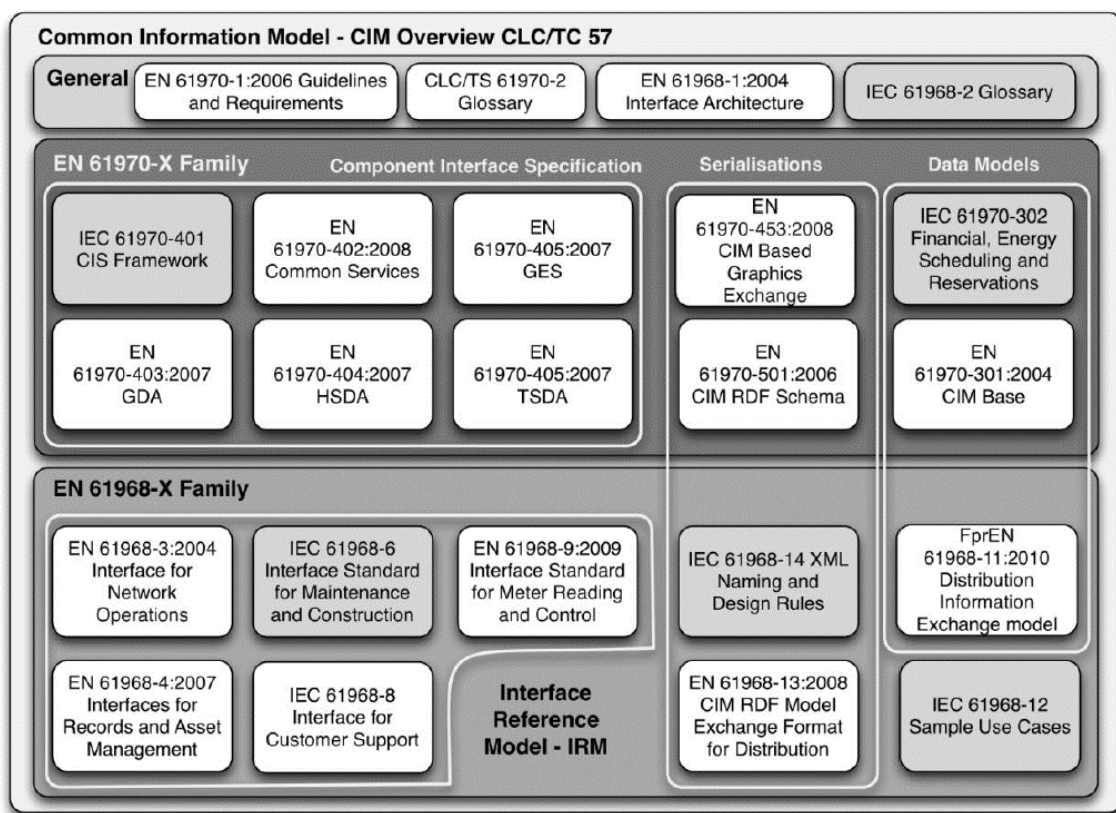 Common Information Model - CIM Overview CLC/TC 57
General
EN 61970-1:2006 Guidelines
and Requirements
CLC/TS 61970-2
Glossary
EN 61968-1:2004
Interface Architecture
IEC 61968-2 Glossary
EN 61970-X Family
Component Interface Specification
Serialisations
Data Models
IEC 61970-401
CIS Framework
EN
61970-402:2008
Common Services
EN
61970-405:2007
GES
EN
61970-453:2008
CIM Based
Graphics
Exchange
IEC 61970-302
Financial, Energy
Scheduling and
Reservations
EN
61970-403:2007
GDA
EN
61970-404:2007
HSDA
EN
61970-405:2007
TSDA
EN
61970-501:2006
CIM RDF Schema
EN
61970-301:2004
CIM Base
EN 61968-X Family
EN 61968-3:2004
Interface for
Network
Operations
IEC 61968-6
Interface Standard
for Maintenance
and Construction
EN 61968-9:2009
Interface Standard
for Meter Reading
and Control
IEC 61968-14 XML
Naming and
Design Rules
FprEN
61968-11:2010
Distribution
Information
Exchange model
EN 61968-4:2007
Interfaces for
Records and Asset
Management
IEC 61968-8
Interface for
Customer Support
Interface
Reference
Model - IRM
EN 61968-13:2008
CIM RDF Model
Exchange Format
for Distribution
IEC 61968-12
Sample Use Cases